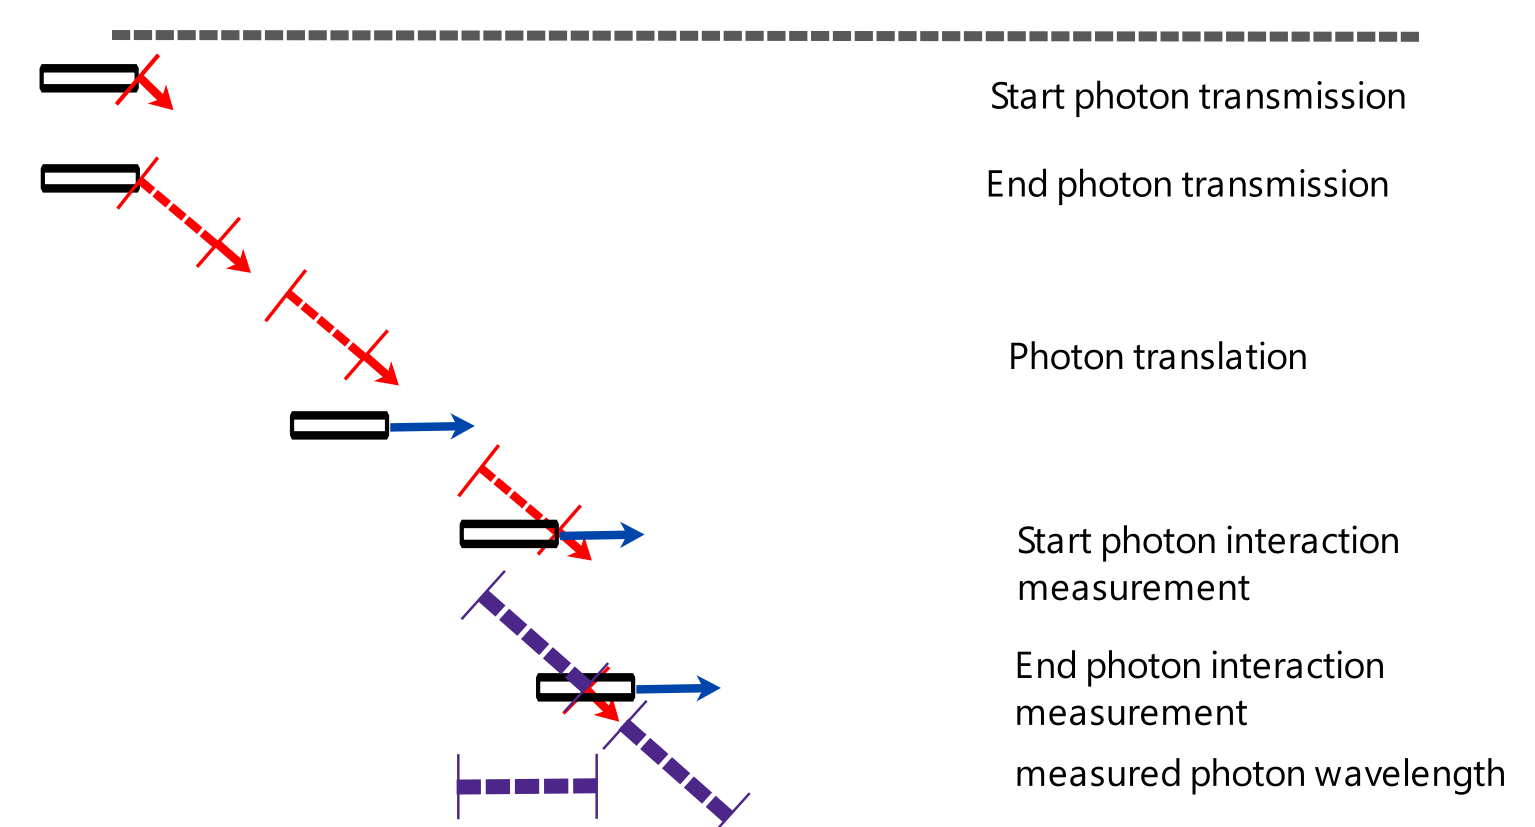 Start photon transmission
End photon transmission
Photon translation
Start photon interaction
measurement
End photon interaction
measurement
measured photon wavelength